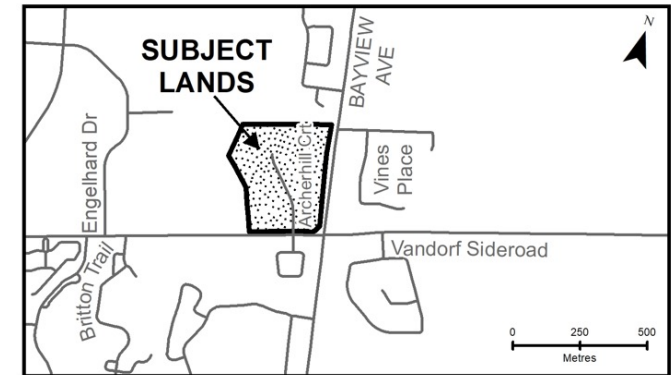 N
SUBJECT
LANDS
BAYVIEW
AVE
Engelhard Dr
Archerhill Crt
Vines
Place
Britton Trail
Vandorf Sideroad
0 250 500
Metres